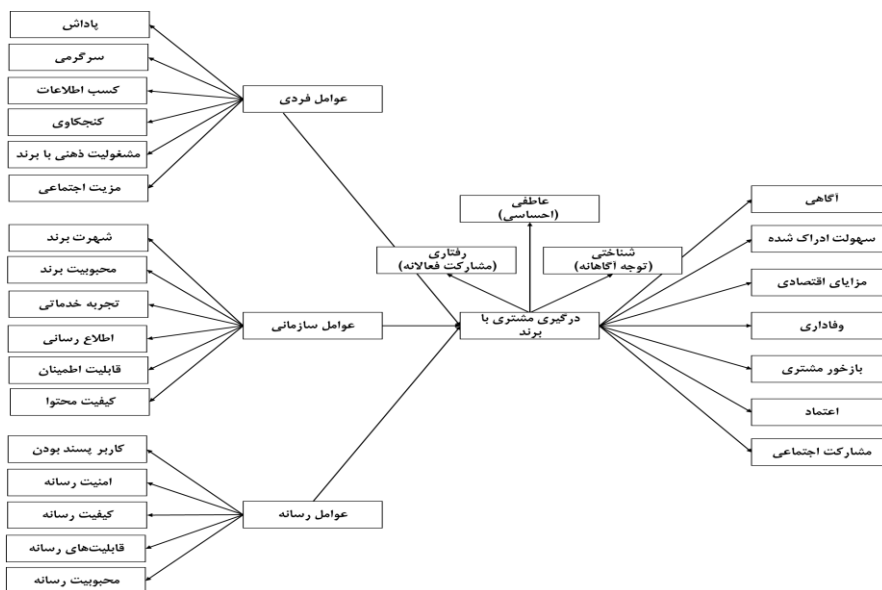 پاداش
سرگرمی
کسب اطلاعات
کنجکاوی
مشغولیت ذهنی با برند
مزیت اجتماعی
عوامل فردی
شهرت برند
محبوبیت برند
تجربه خدماتی
اطلاع رسانی
قابلیت اطمینان
کیفیت محتوا
عوامل سازمانی
کاربر پسند بودن
امنیت رسانه
کیفیت رسانه
قابلیت‌های رسانه
محبوبیت رسانه
عوامل رسانه
عاطفی
(احساسی)
رفتاری
(مشارکت فعالانه)
شناختی
(توجه آگاهانه)
درگیری مشتری با
برند
آگاهی
سهولت ادراک شده
مزایای اقتصادی
وفاداری
بازخور مشتری
اعتماد
مشارکت اجتماعی